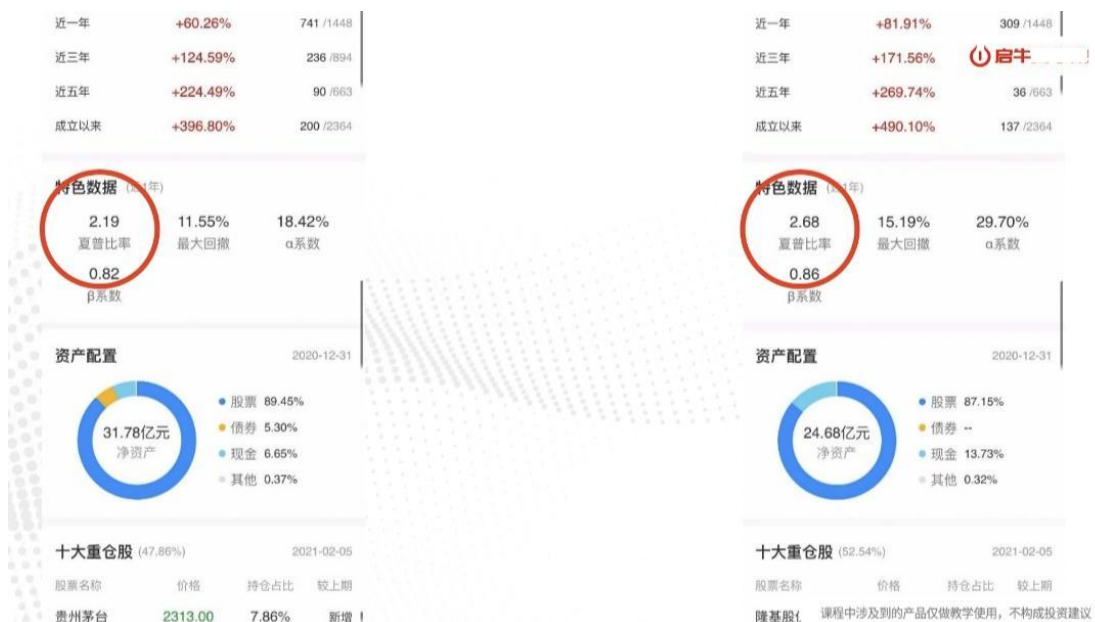 近一年 +60.26% 741 /1448
近三年 +124.59% 236 /894
近五年 +224.49% 90 /663
成立以来 +396.80% 200 /2364
特色数据 (近1年)
2.19 11.55% 18.42%
夏普比率 最大回撤 α系数
0.82
β系数
资产配置 2020-12-31
31.78亿元
净资产
股票 89.45%
债券 5.30%
现金 6.65%
其他 0.37%
十大重仓股 (47.86%) 2021-02-05
股票名称 价格 持仓占比 较上期
贵州茅台 2313.00 7.86% 新增
近一年 +81.91% 309 /1448
近三年 +171.56%
启牛
近五年 +269.74% 36 /663
成立以来 +490.10% 137 /2364
特色数据 (近1年)
2.68 15.19% 29.70%
夏普比率 最大回撤 α系数
0.86
β系数
资产配置 2020-12-31
24.68亿元
净资产
股票 87.15%
债券 --
现金 13.73%
其他 0.32%
十大重仓股 (52.54%) 2021-02-05
股票名称 价格 持仓占比 较上期
隆基股
课程中涉及到的产品仅做教学使用，不构成投资建议